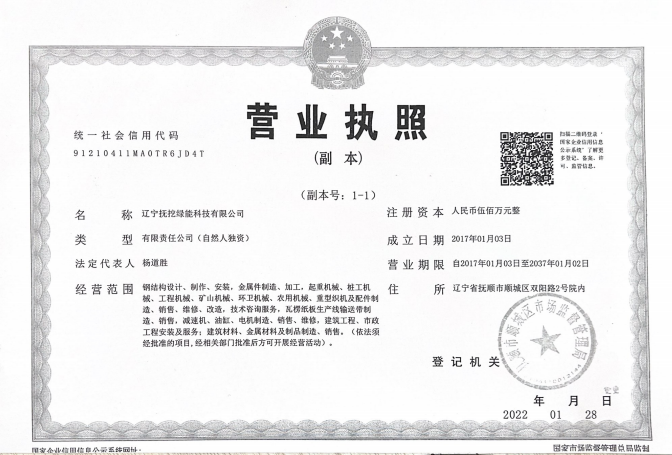 营业执照
(副 本)
(副本号：1-1)
统一社会信用代码
91210411MA0TR6JD4T
扫描二维码登录‘
国家企业信用信息
公示系统’了解更
多登记、备案、许
可、监管信息。
名 称 辽宁抚挖绿能科技有限公司
类 型 有限责任公司（自然人独资）
法定代表人 杨道胜
经营范围 钢结构设计、制作、安装，金属件制造、加工，起重机械、桩工机
械、工程机械、矿山机械、环卫机械、农用机械、重型织机及配件制
造、销售、维修、改造，技术咨询服务，瓦楞纸板生产线输送带制
造、销售，减速机、油缸、电机制造、销售、维修，建筑工程、市政
工程安装及服务；建筑材料、金属材料及制品制造、销售。（依法须
经批准的项目，经相关部门批准后方可开展经营活动）。
注册资本 人民币伍佰万元整
成立日期 2017年01月03日
营业期限 自2017年01月03日至2037年01月02日
住 所 辽宁省抚顺市顺城区双阳路2号院内
登记机关
抚顺市顺城区市场监督管理局
年 月 日
2022 01 28
国家企业信用信息公示系统网址：